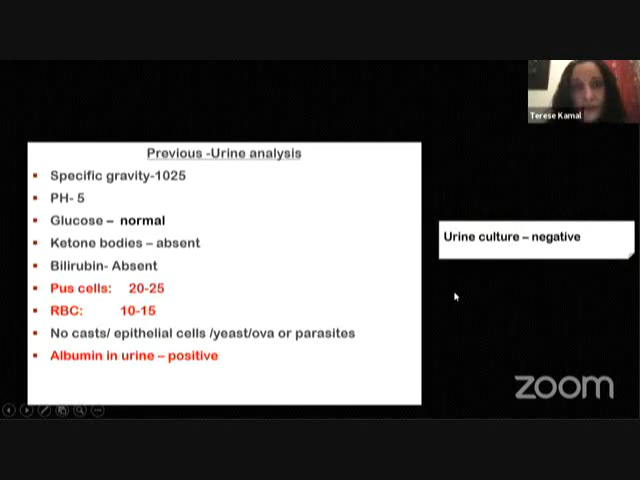 Terese Kamal
Previous -Urine analysis
Specific gravity-1025
PH- 5
Glucose – normal
Ketone bodies – absent
Bilirubin- Absent
Pus cells: 20-25
RBC: 10-15
No casts/ epithelial cells /yeast/ova or parasites
Albumin in urine – positive
Urine culture – negative
zoom